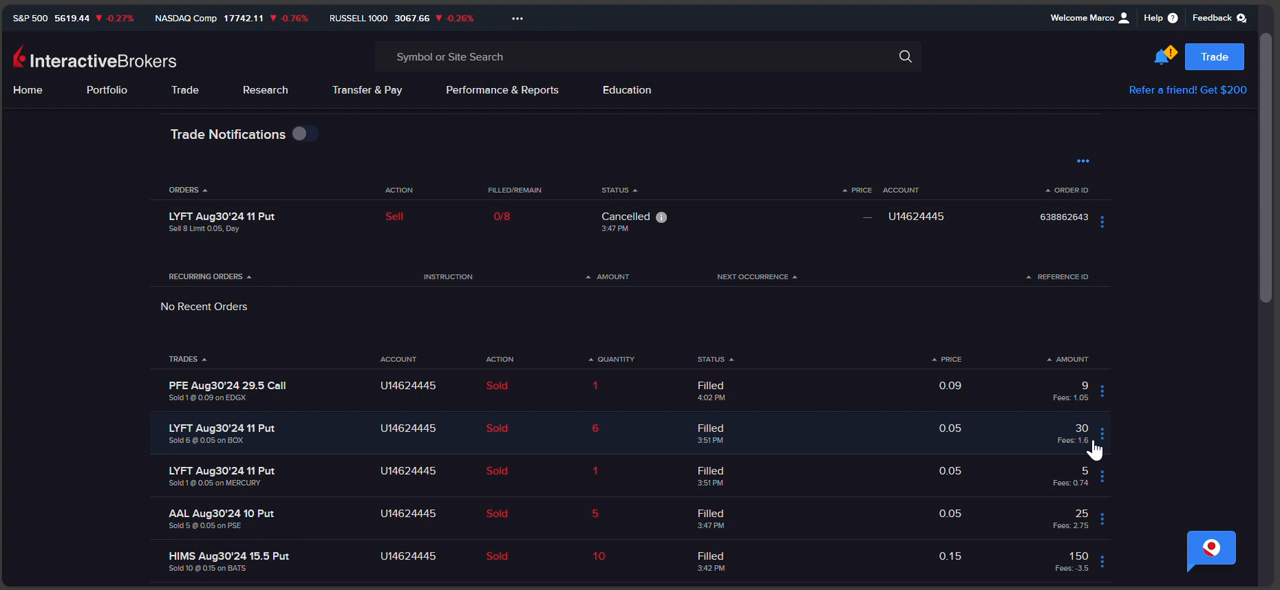 S&P 500 5619.44 ▼ -0.27% NASDAQ Comp 17742.11 ▼ -0.76% RUSSELL 1000 3067.66 ▼ -0.26% ••• Welcome Marco Help ? Feedback
InteractiveBrokers Symbol or Site Search Trade
Home Portfolio Trade Research Transfer & Pay Performance & Reports Education Refer a friend! Get $200
Trade Notifications
•••
ORDERS ▲ ACTION FILLED/REMAIN STATUS ▲ ▲ PRICE ACCOUNT ▲ ORDER ID
LYFT Aug30'24 11 Put Sell 0/8 Cancelled — U14624445 638862643
Sell 8 Limit 0.05, Day 3:47 PM
RECURRING ORDERS ▲ INSTRUCTION ▲ AMOUNT NEXT OCCURRENCE ▲ ▲ REFERENCE ID
No Recent Orders
TRADES ▲ ACCOUNT ACTION ▲ QUANTITY STATUS ▲ ▲ PRICE ▲ AMOUNT
PFE Aug30'24 29.5 Call U14624445 Sold 1 Filled 0.09 9
Sold 1 @ 0.09 on EDGX 4:02 PM Fees: 1.05
LYFT Aug30'24 11 Put U14624445 Sold 6 Filled 0.05 30
Sold 6 @ 0.05 on BOX 3:51 PM Fees: 1.6
LYFT Aug30'24 11 Put U14624445 Sold 1 Filled 0.05 5
Sold 1 @ 0.05 on MERCURY 3:51 PM Fees: 0.74
AAL Aug30'24 10 Put U14624445 Sold 5 Filled 0.05 25
Sold 5 @ 0.05 on PSE 3:47 PM Fees: 2.75
HIMS Aug30'24 15.5 Put U14624445 Sold 10 Filled 0.15 150
Sold 10 @ 0.15 on BATS 3:42 PM Fees: -3.5